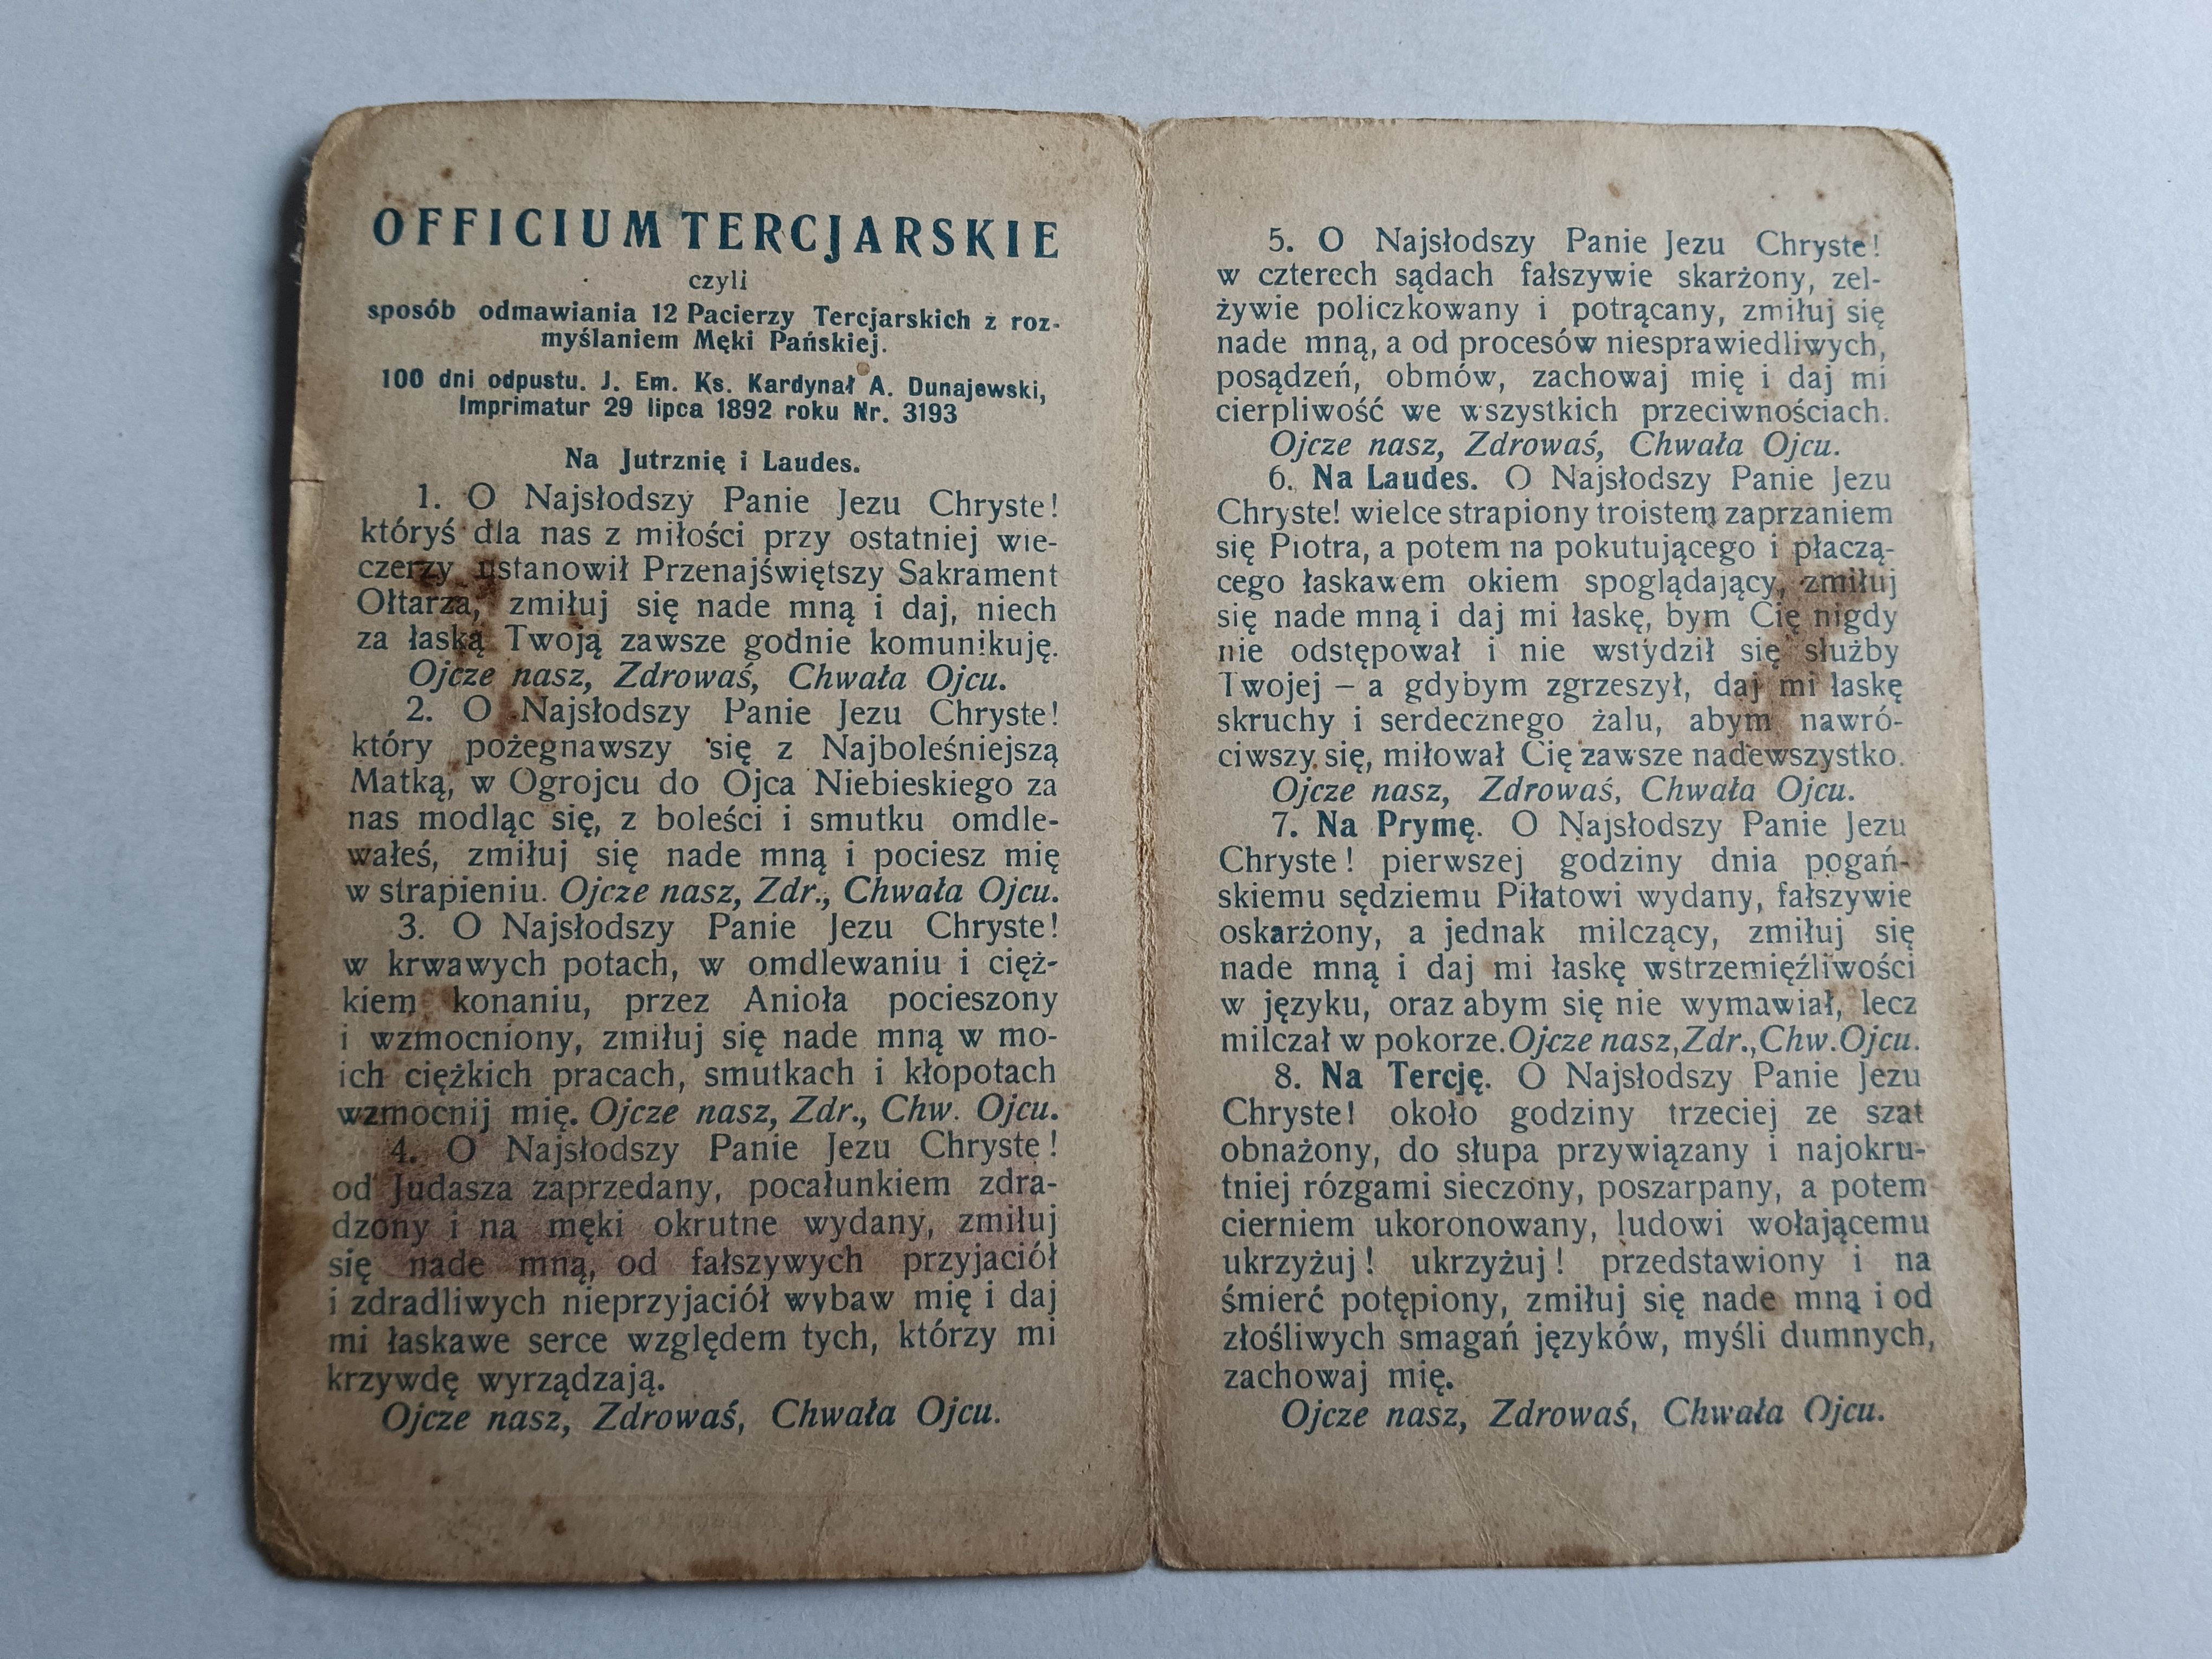 OFFICIUM TERCJARSKIE
czyli
sposób odmawiania 12 Pacierzy Tercjarskich z roz-
myślaniem Męki Pańskiej.
100 dni odpustu. J. Em. Ks. Kardynał A. Dunajewski,
Imprimatur 29 lipca 1892 roku Nr. 3193
Na Jutrznię i Laudes.
1. O Najsłodszy Panie Jezu Chryste!
któryś dla nas z miłości przy ostatniej wie-
czerzy ustanowił Przenajświętszy Sakrament
Ołtarza, zmiłuj się nade mną i daj, niech
za łaską Twoją zawsze godnie komunikuję.
Ojcze nasz, Zdrowaś, Chwała Ojcu.
2. O Najsłodszy Panie Jezu Chryste!
który pożegnawszy się z Najboleśniejszą
Matką, w Ogrojcu do Ojca Niebieskiego za
nas modląc się, z boleści i smutku omdle-
wałeś, zmiłuj się nade mną i pociesz mię
w strapieniu. Ojcze nasz, Zdr., Chwała Ojcu.
3. O Najsłodszy Panie Jezu Chryste!
w krwawych potach, w omdlewaniu i cięż-
kiem konaniu, przez Anioła pocieszony
i wzmocniony, zmiłuj się nade mną w mo-
ich ciężkich pracach, smutkach i kłopotach
wzmocnij mię. Ojcze nasz, Zdr., Chw. Ojcu.
4. O Najsłodszy Panie Jezu Chryste!
od Judasza zaprzedany, pocałunkiem zdra-
dzony i na męki okrutne wydany, zmiłuj
się nade mną, od fałszywych przyjaciół
i zdradliwych nieprzyjaciół wybaw mię i daj
mi łaskawe serce względem tych, którzy mi
krzywdę wyrządzają.
Ojcze nasz, Zdrowaś, Chwała Ojcu.
5. O Najsłodszy Panie Jezu Chryste!
w czterech sądach fałszywie skarżony, zel-
żywie policzkowany i potrącany, zmiłuj się
nade mną, a od procesów niesprawiedliwych,
posądzeń, obmów, zachowaj mię i daj mi
cierpliwość we wszystkich przeciwnościach.
Ojcze nasz, Zdrowaś, Chwała Ojcu.
6. Na Laudes. O Najsłodszy Panie Jezu
Chryste! wielce strapiony troistem zaprzaniem
się Piotra, a potem na pokutującego i płaczą-
cego łaskawem okiem spoglądający, zmiłuj
się nade mną i daj mi łaskę, bym Cię nigdy
nie odstępował i nie wstydził się służby
Twojej – a gdybym zgrzeszył, daj mi łaskę
skruchy i serdecznego żalu, abym nawró-
ciwszy się, miłował Cię zawsze nadewszystko.
Ojcze nasz, Zdrowaś, Chwała Ojcu.
7. Na Prymę. O Najsłodszy Panie Jezu
Chryste! pierwszej godziny dnia pogań-
skiemu sędziemu Piłatowi wydany, fałszywie
oskarżony, a jednak milczący, zmiłuj się
nade mną i daj mi łaskę wstrzemięźliwości
w języku, oraz abym się nie wymawiał, lecz
milczał w pokorze. Ojcze nasz, Zdr., Chw. Ojcu.
8. Na Tercję. O Najsłodszy Panie Jezu
Chryste! około godziny trzeciej ze szat
obnażony, do słupa przywiązany i najokru-
tniej rózgami sieczony, poszarpany, a potem
cierniem ukoronowany, ludowi wołającemu
ukrzyżuj! ukrzyżuj! przedstawiony i na
śmierć potępiony, zmiłuj się nade mną i od
złośliwych smagań języków, myśli dumnych,
zachowaj mię.
Ojcze nasz, Zdrowaś, Chwała Ojcu.